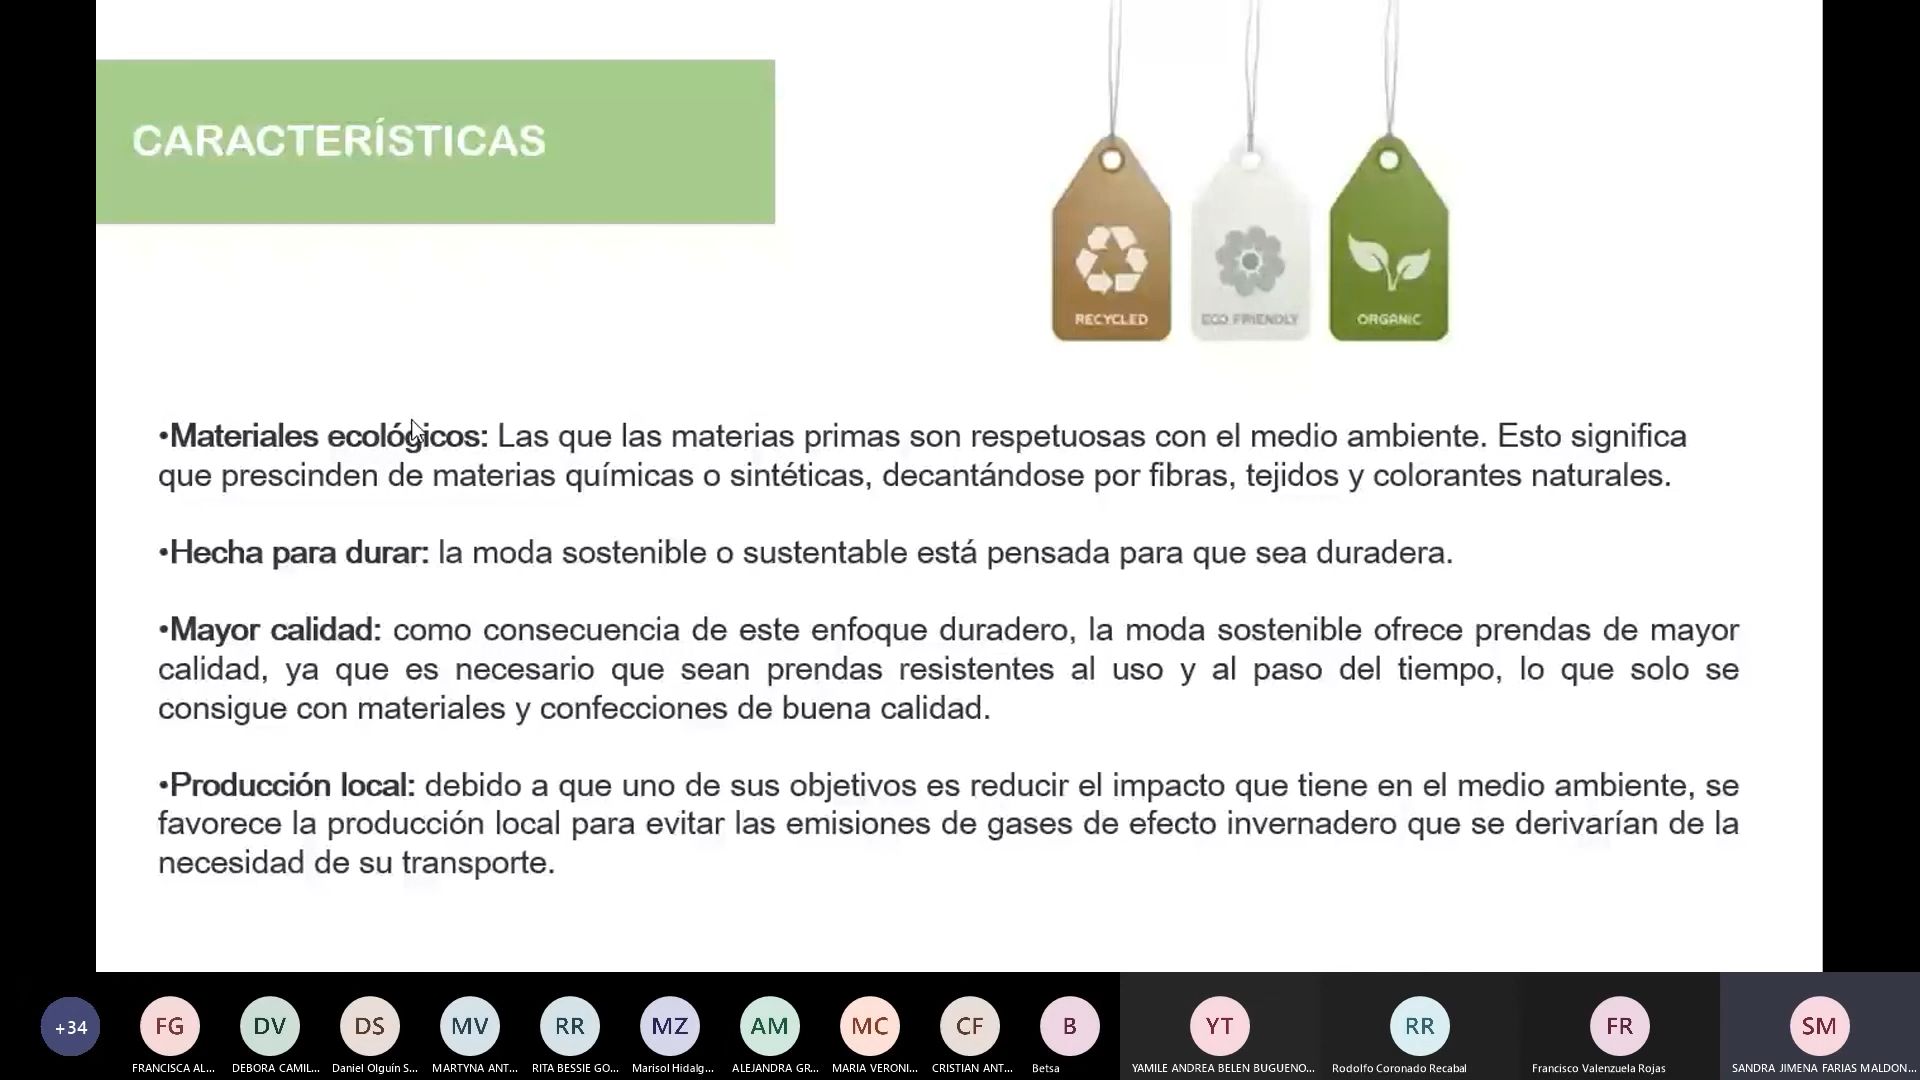 CARACTERÍSTICAS
RECYCLED
ECO FRIENDLY
ORGANIC
•Materiales ecológicos: Las que las materias primas son respetuosas con el medio ambiente. Esto significa
que prescinden de materias químicas o sintéticas, decantándose por fibras, tejidos y colorantes naturales.
•Hecha para durar: la moda sostenible o sustentable está pensada para que sea duradera.
•Mayor calidad: como consecuencia de este enfoque duradero, la moda sostenible ofrece prendas de mayor
calidad, ya que es necesario que sean prendas resistentes al uso y al paso del tiempo, lo que solo se
consigue con materiales y confecciones de buena calidad.
•Producción local: debido a que uno de sus objetivos es reducir el impacto que tiene en el medio ambiente, se
favorece la producción local para evitar las emisiones de gases de efecto invernadero que se derivarían de la
necesidad de su transporte.
+34
FG
DV
DS
MV
RR
MZ
AM
MC
CF
B
YT
RR
FR
SM
FRANCISCA AL...
DEBORA CAMIL...
Daniel Olguín S...
MARTYNA ANT...
RITA BESSIE GO...
Marisol Hidalg...
ALEJANDRA GR...
MARIA VERONI...
CRISTIAN ANT...
Betsa
YAMILE ANDREA BELEN BUGUENO...
Rodolfo Coronado Recabal
Francisco Valenzuela Rojas
SANDRA JIMENA FARIAS MALDON...